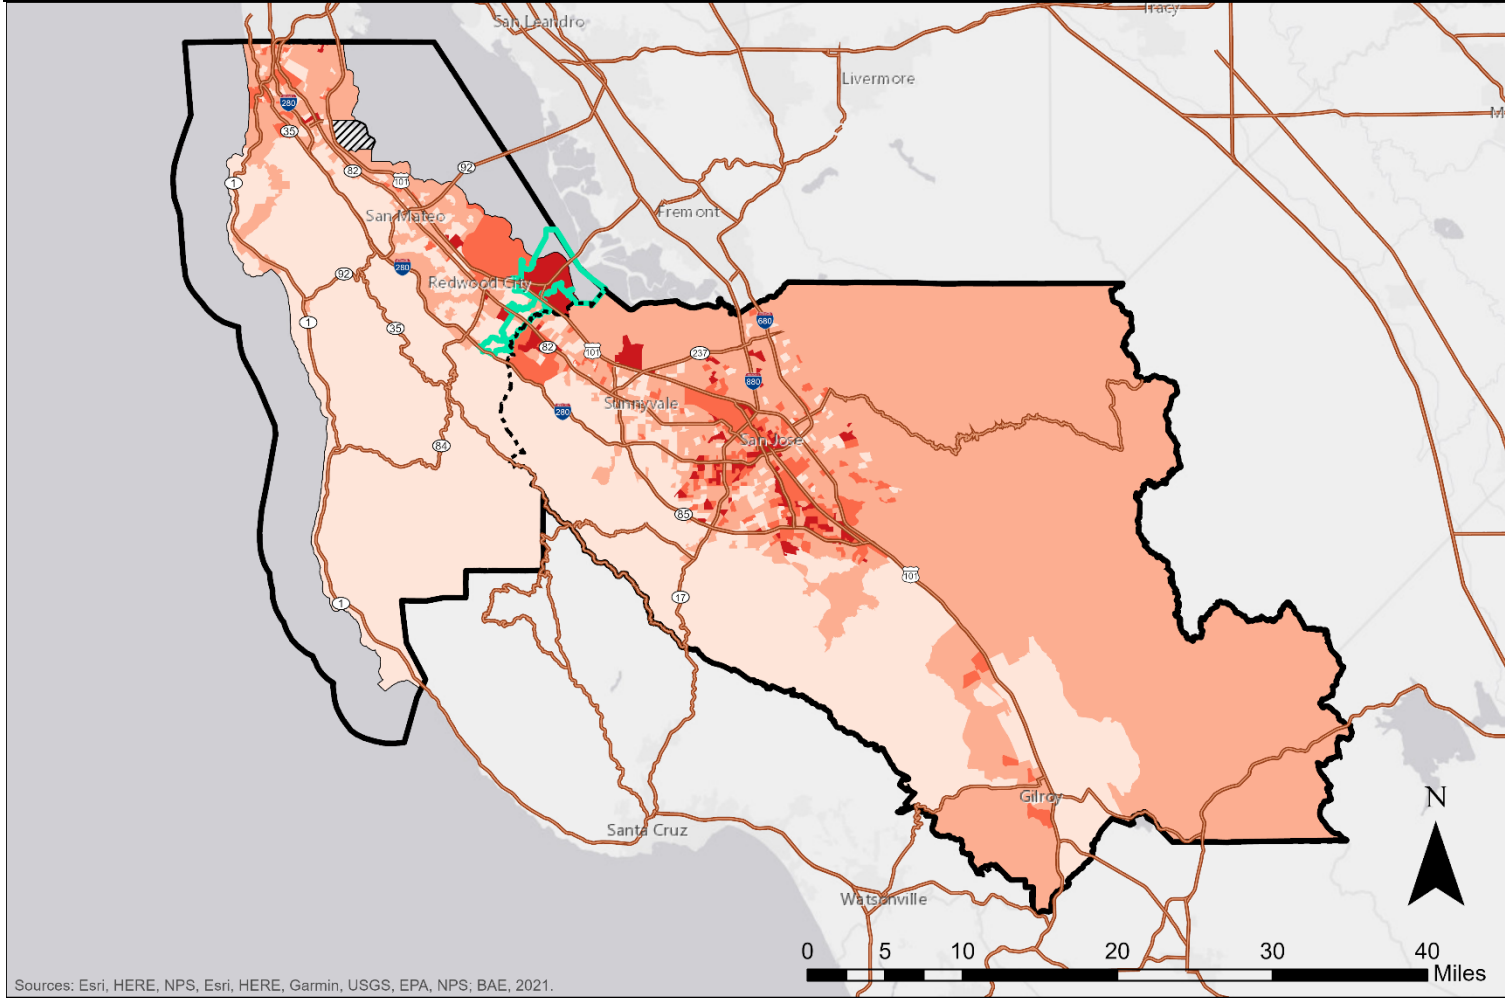 San Leandro
Tracy
Livermore
280
35
1
82
101
92
San Mateo
Fremont
280
92
Redwood City
1
35
680
82
101
237
880
Sunnyvale
280
San Jose
84
85
101
1
17
Gilroy
N
Santa Cruz
Watsonville
0 5 10 20 30 40
Miles
Sources: Esri, HERE, NPS, Esri, HERE, Garmin, USGS, EPA, NPS; BAE, 2021.